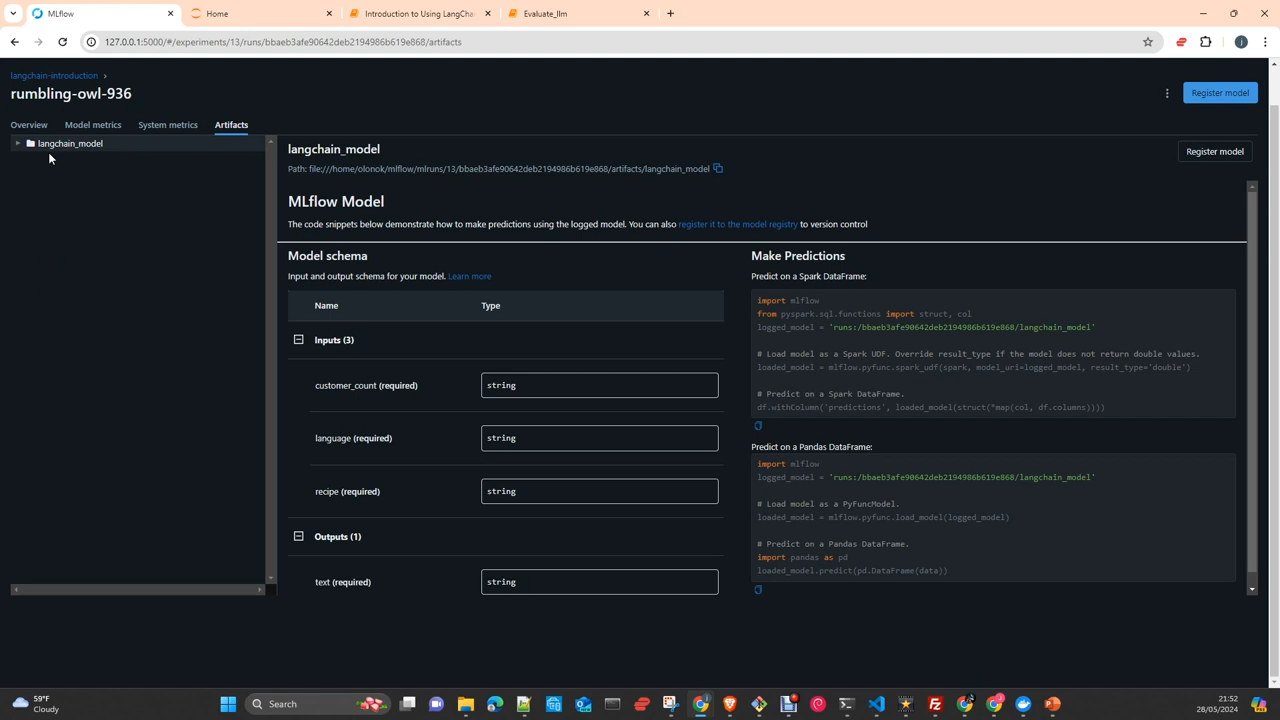 MLflow
Home
Introduction to Using LangCha
Evaluate_llm
127.0.0.1:5000/#/experiments/13/runs/bbaeb3afe90642deb2194986b619e868/artifacts
langchain-introduction
rumbling-owl-936
Register model
Overview
Model metrics
System metrics
Artifacts
langchain_model
langchain_model
Path: file:///home/olonok/mlflow/mlruns/13/bbaeb3afe90642deb2194986b619e868/artifacts/langchain_model
Register model
MLflow Model
The code snippets below demonstrate how to make predictions using the logged model. You can also register it to the model registry to version control
Model schema
Input and output schema for your model. Learn more
Name Type
Inputs (3)
customer_count (required) string
language (required) string
recipe (required) string
Outputs (1)
text (required) string
Make Predictions
Predict on a Spark DataFrame:
import mlflow
from pyspark.sql.functions import struct, col
logged_model = 'runs:/bbaeb3afe90642deb2194986b619e868/langchain_model'
# Load model as a Spark UDF. Override result_type if the model does not return double values.
loaded_model = mlflow.pyfunc.spark_udf(spark, model_uri=logged_model, result_type='double')
# Predict on a Spark DataFrame.
df.withColumn('predictions', loaded_model(struct(*map(col, df.columns))))
Predict on a Pandas DataFrame:
import mlflow
logged_model = 'runs:/bbaeb3afe90642deb2194986b619e868/langchain_model'
# Load model as a PyFuncModel.
loaded_model = mlflow.pyfunc.load_model(logged_model)
# Predict on a Pandas DataFrame.
import pandas as pd
loaded_model.predict(pd.DataFrame(data))
59°F
Cloudy
Search
21:52
28/05/2024